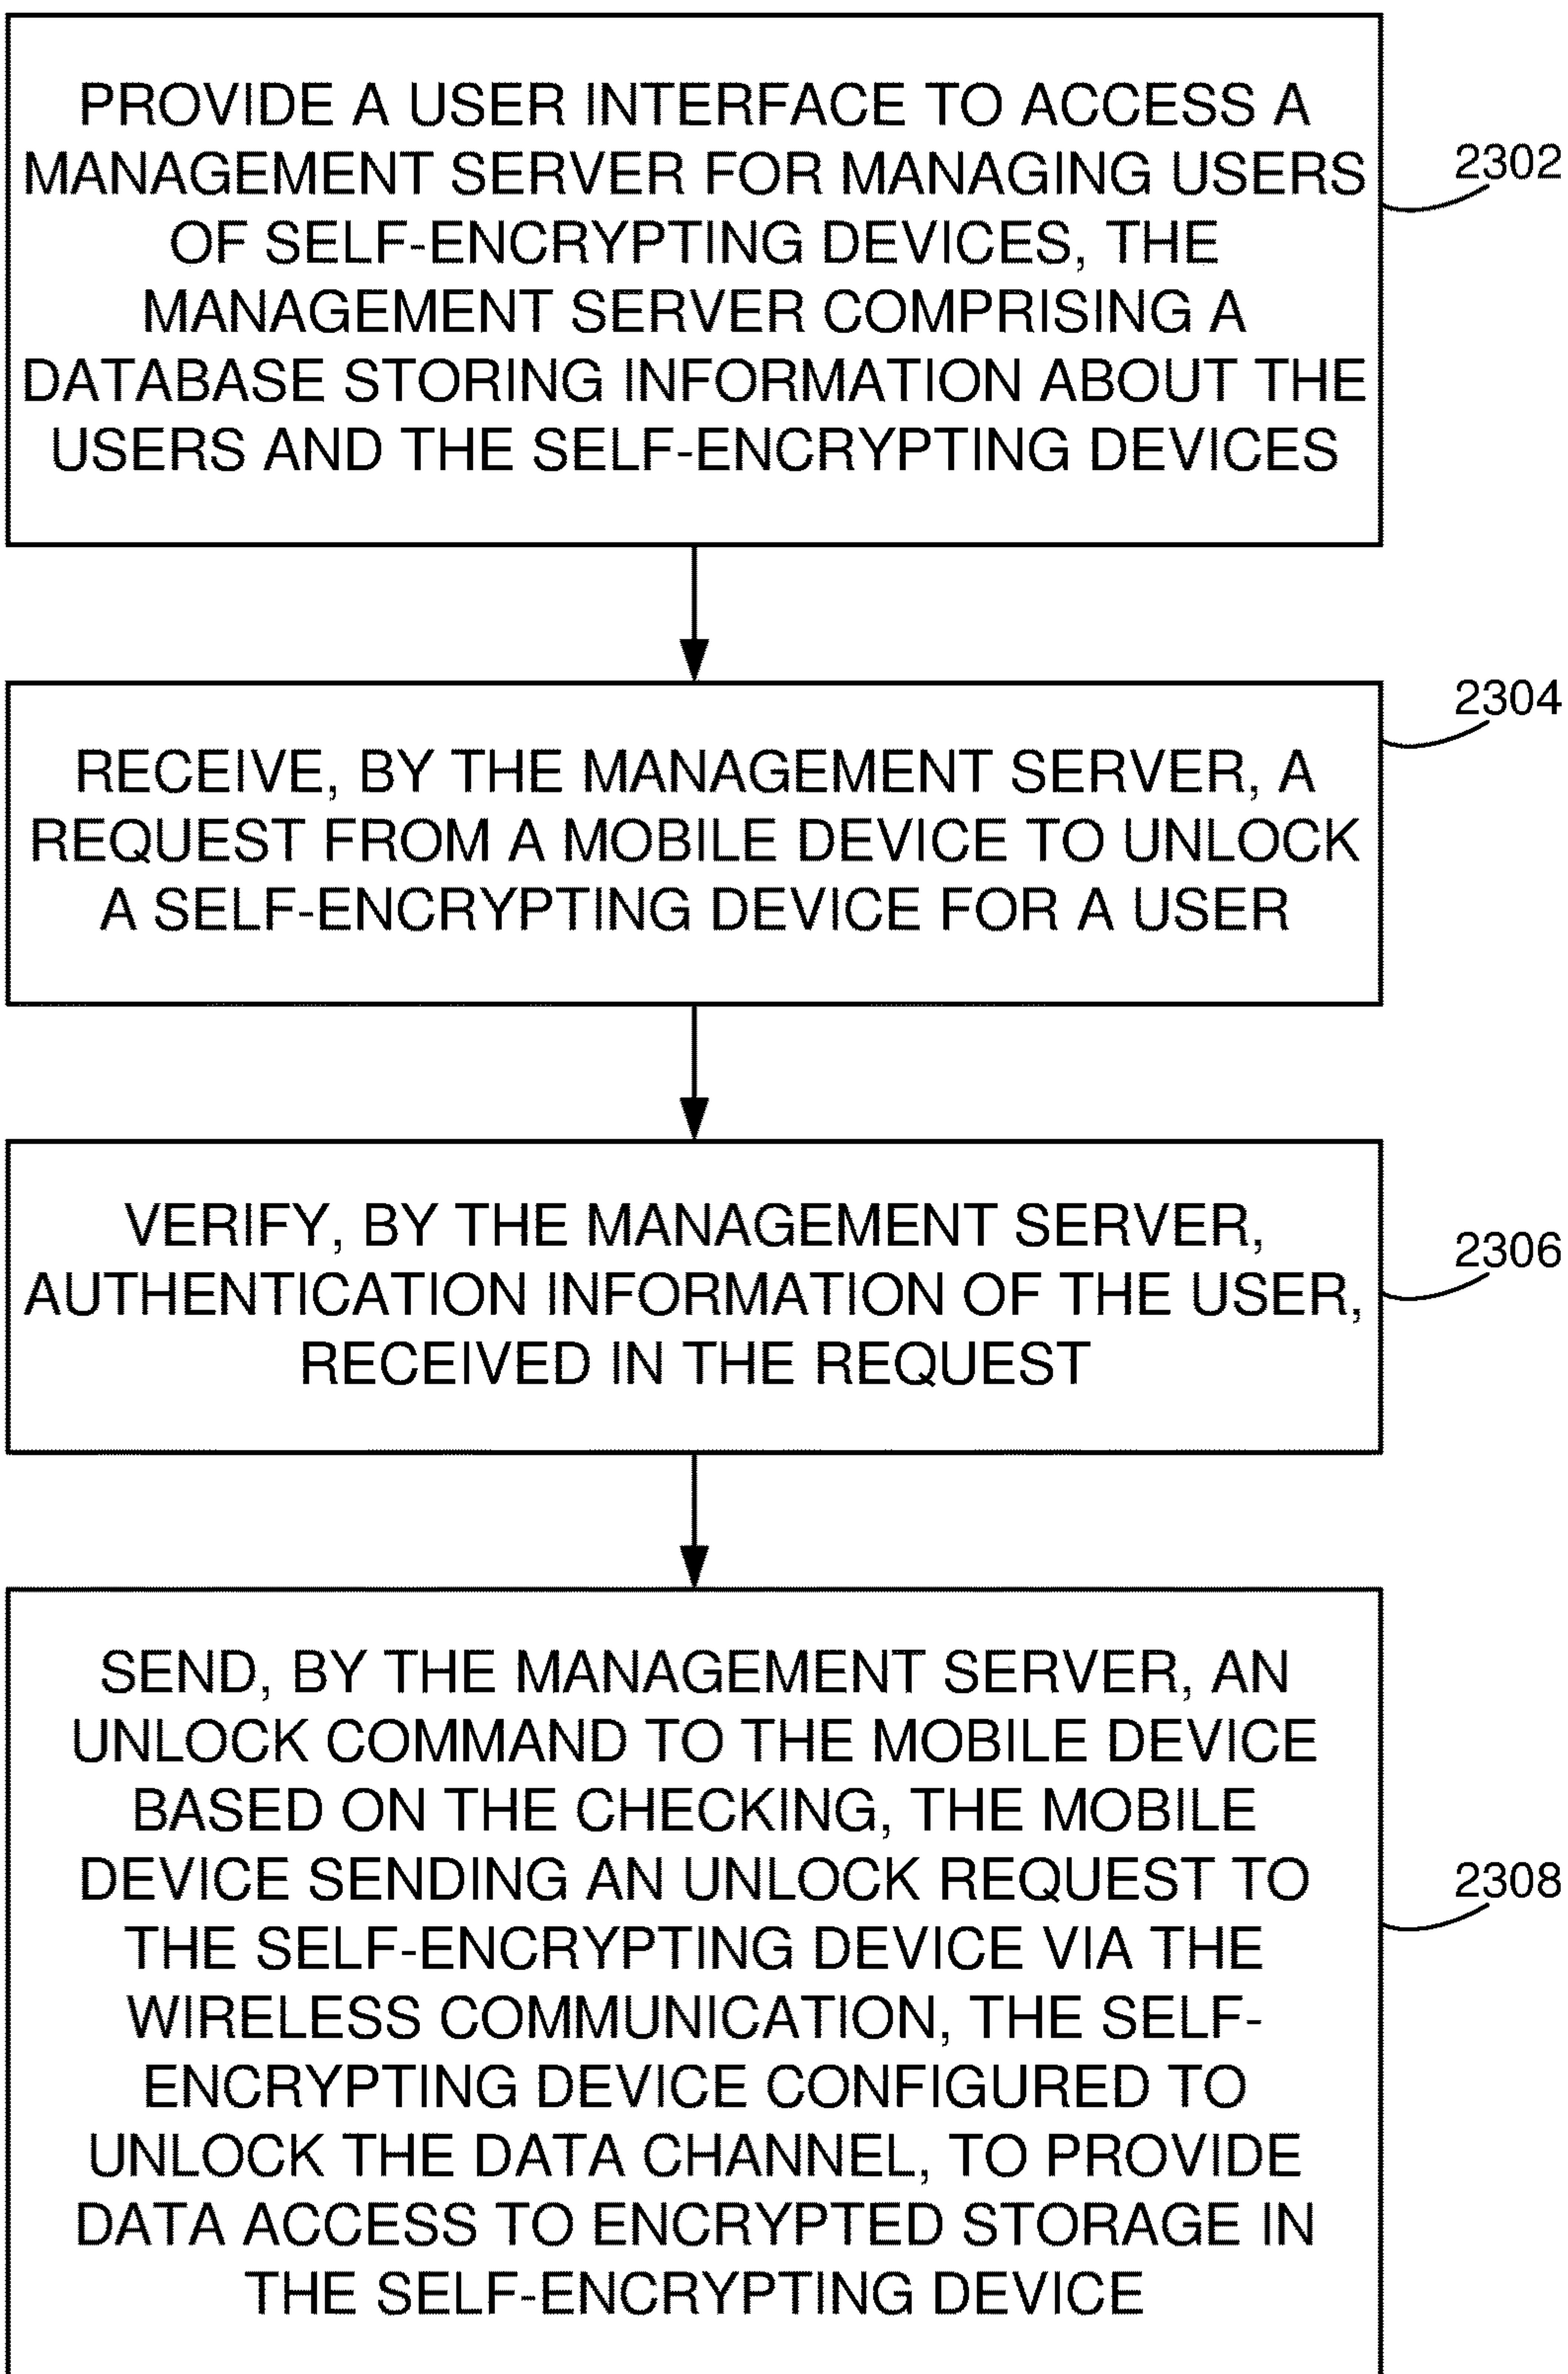 PROVIDE A USER INTERFACE TO ACCESS A
MANAGEMENT SERVER FOR MANAGING USERS
OF SELF-ENCRYPTING DEVICES, THE
MANAGEMENT SERVER COMPRISING A
DATABASE STORING INFORMATION ABOUT THE
USERS AND THE SELF-ENCRYPTING DEVICES
2302
RECEIVE, BY THE MANAGEMENT SERVER, A
REQUEST FROM A MOBILE DEVICE TO UNLOCK
A SELF-ENCRYPTING DEVICE FOR A USER
2304
VERIFY, BY THE MANAGEMENT SERVER,
AUTHENTICATION INFORMATION OF THE USER,
RECEIVED IN THE REQUEST
2306
SEND, BY THE MANAGEMENT SERVER, AN
UNLOCK COMMAND TO THE MOBILE DEVICE
BASED ON THE CHECKING, THE MOBILE
DEVICE SENDING AN UNLOCK REQUEST TO
THE SELF-ENCRYPTING DEVICE VIA THE
WIRELESS COMMUNICATION, THE SELF-
ENCRYPTING DEVICE CONFIGURED TO
UNLOCK THE DATA CHANNEL, TO PROVIDE
DATA ACCESS TO ENCRYPTED STORAGE IN
THE SELF-ENCRYPTING DEVICE
2308